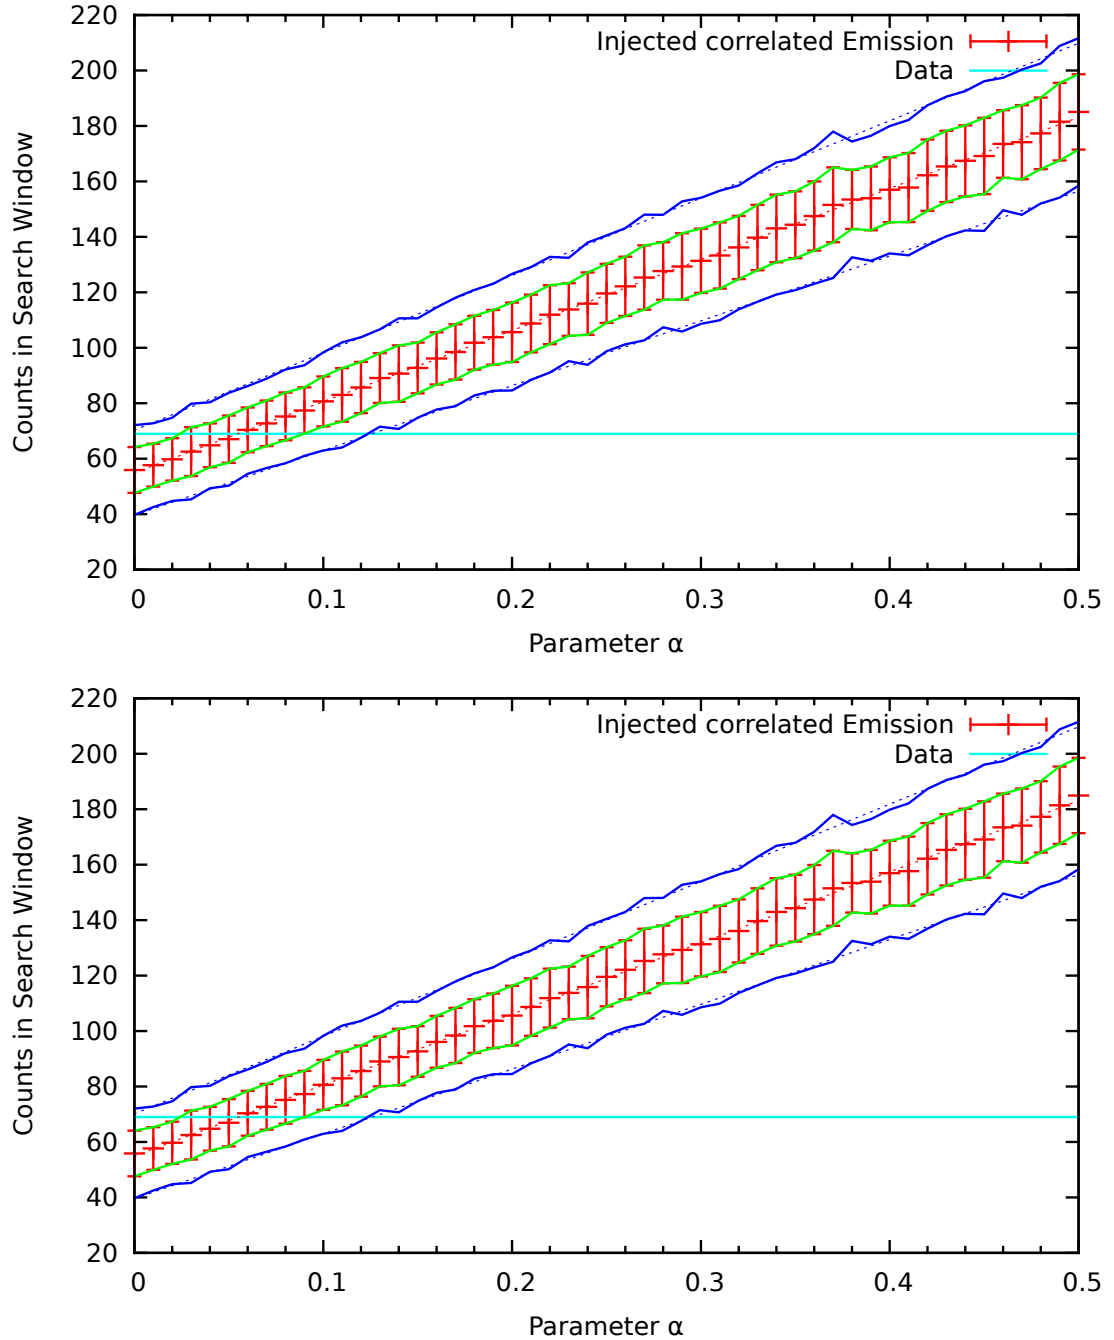 220
200
180
160
140
120
100
80
60
40
20
Counts in Search Window
Injected correlated Emission
Data
0 0.1 0.2 0.3 0.4 0.5
Parameter α
220
200
180
160
140
120
100
80
60
40
20
Counts in Search Window
Injected correlated Emission
Data
0 0.1 0.2 0.3 0.4 0.5
Parameter α